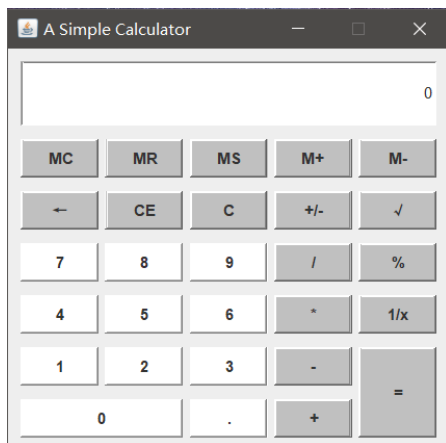 A Simple Calculator
0
MC MR MS M+ M-
← CE C +/- √
7 8 9 / %
4 5 6 * 1/x
1 2 3 - =
0 . +